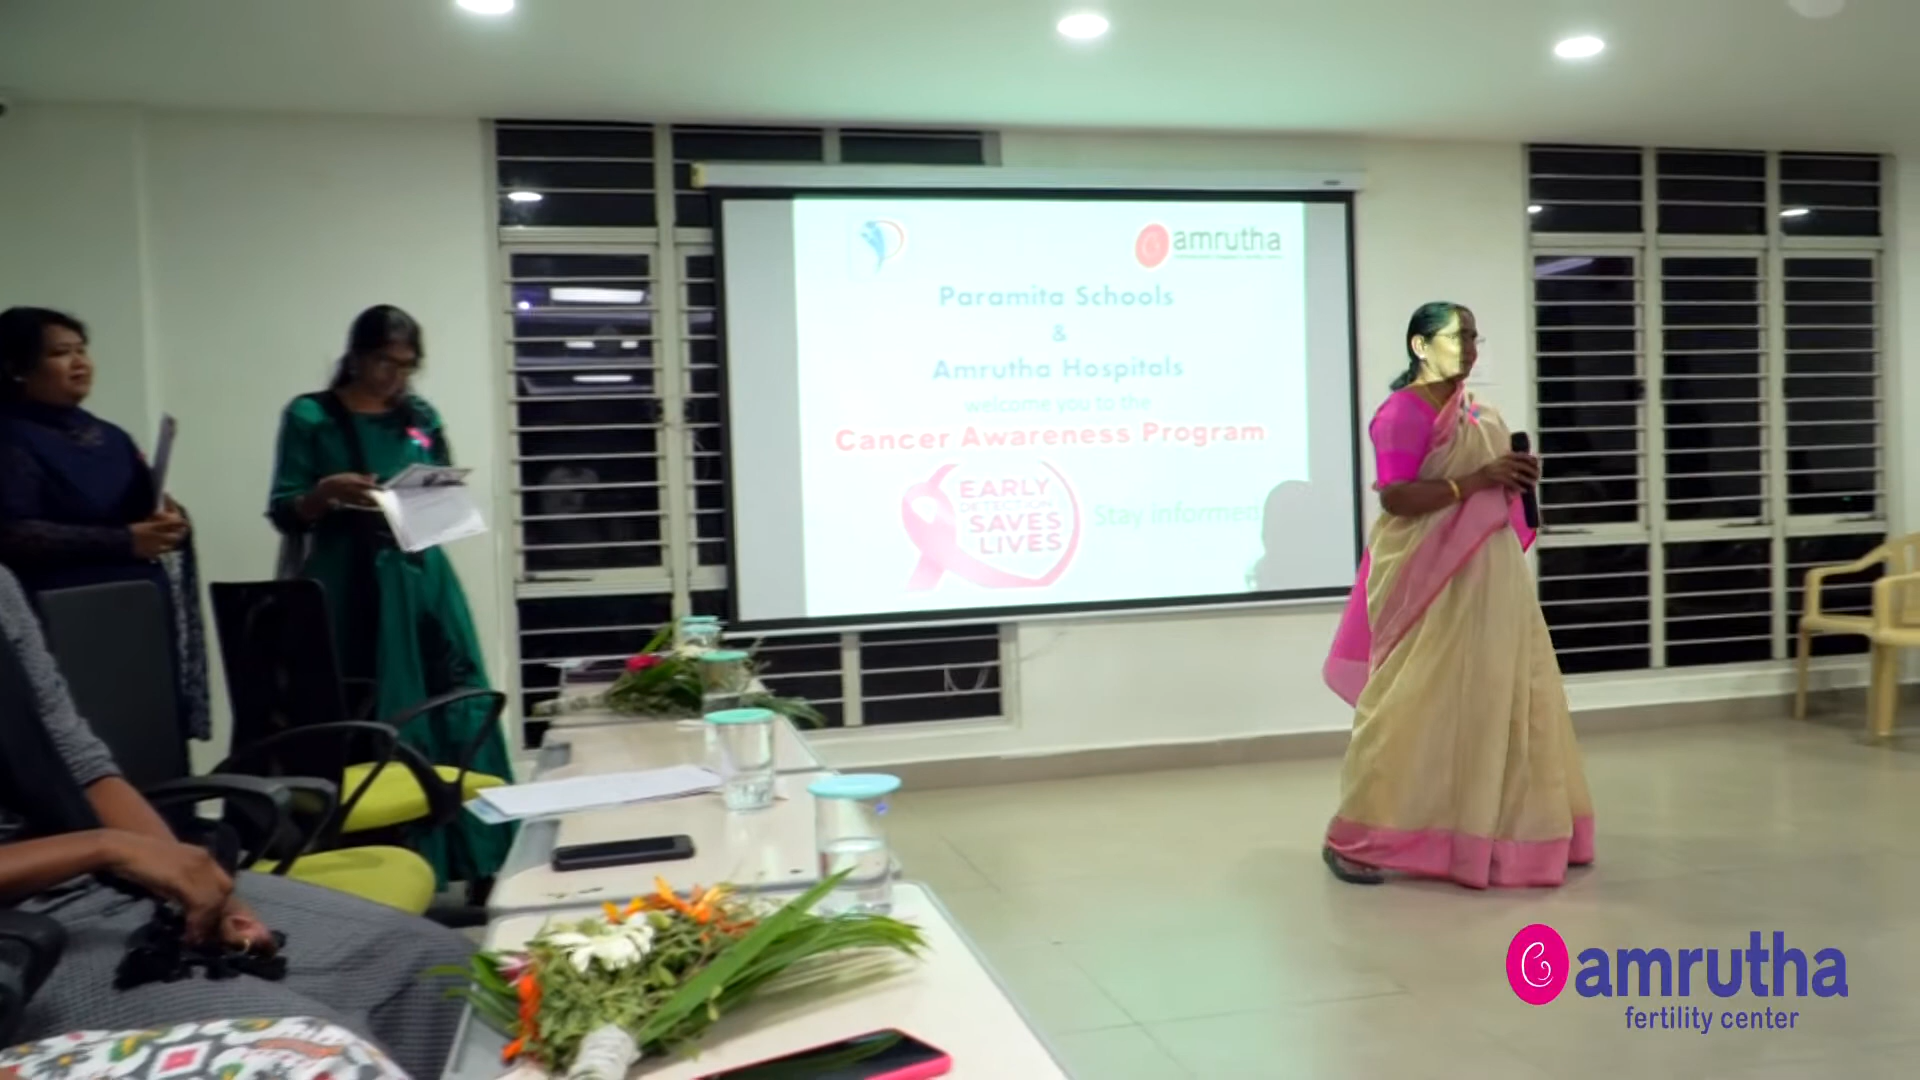 amrutha
Paramita Schools
&
Amrutha Hospitals
welcome you to the
Cancer Awareness Program
EARLY
DETECTION
SAVES
LIVES
Stay informed
amrutha
fertility center